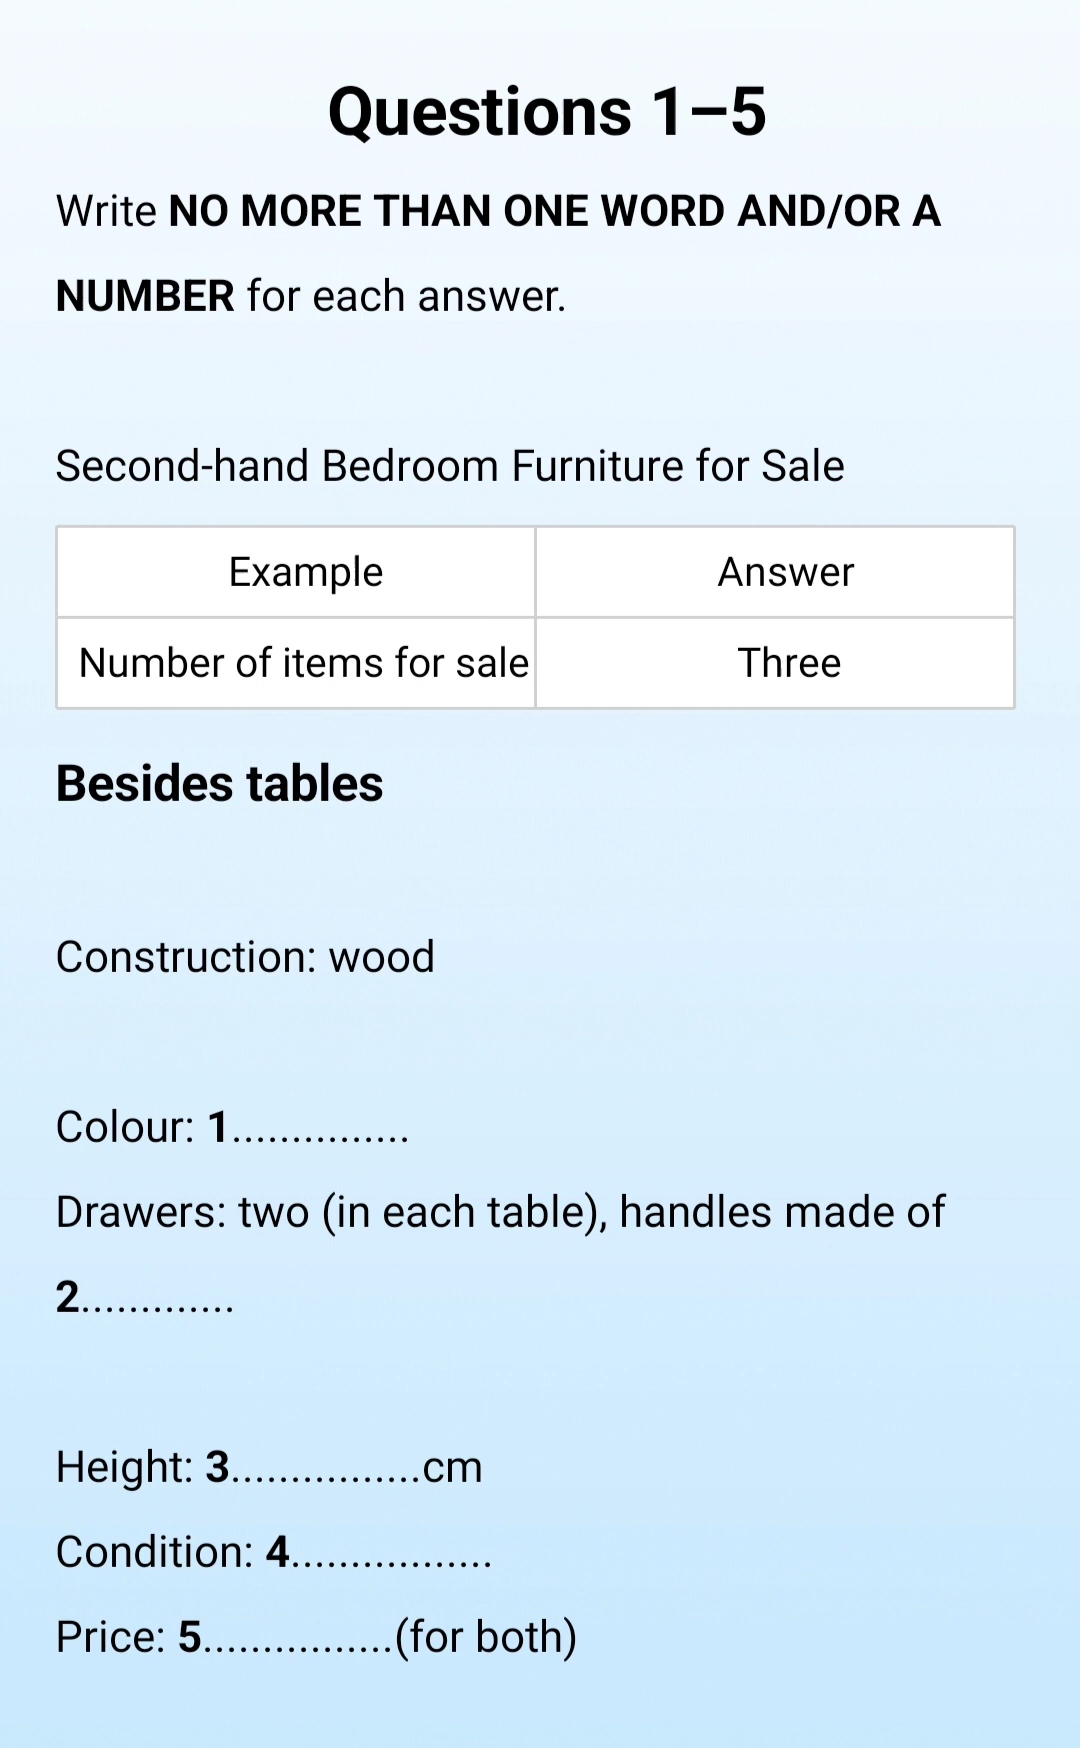 Questions 1–5
Write NO MORE THAN ONE WORD AND/OR A
NUMBER for each answer.
Second-hand Bedroom Furniture for Sale
Example Answer
Number of items for sale Three
Besides tables
Construction: wood
Colour: 1...............
Drawers: two (in each table), handles made of
2.............
Height: 3................cm
Condition: 4.................
Price: 5................(for both)